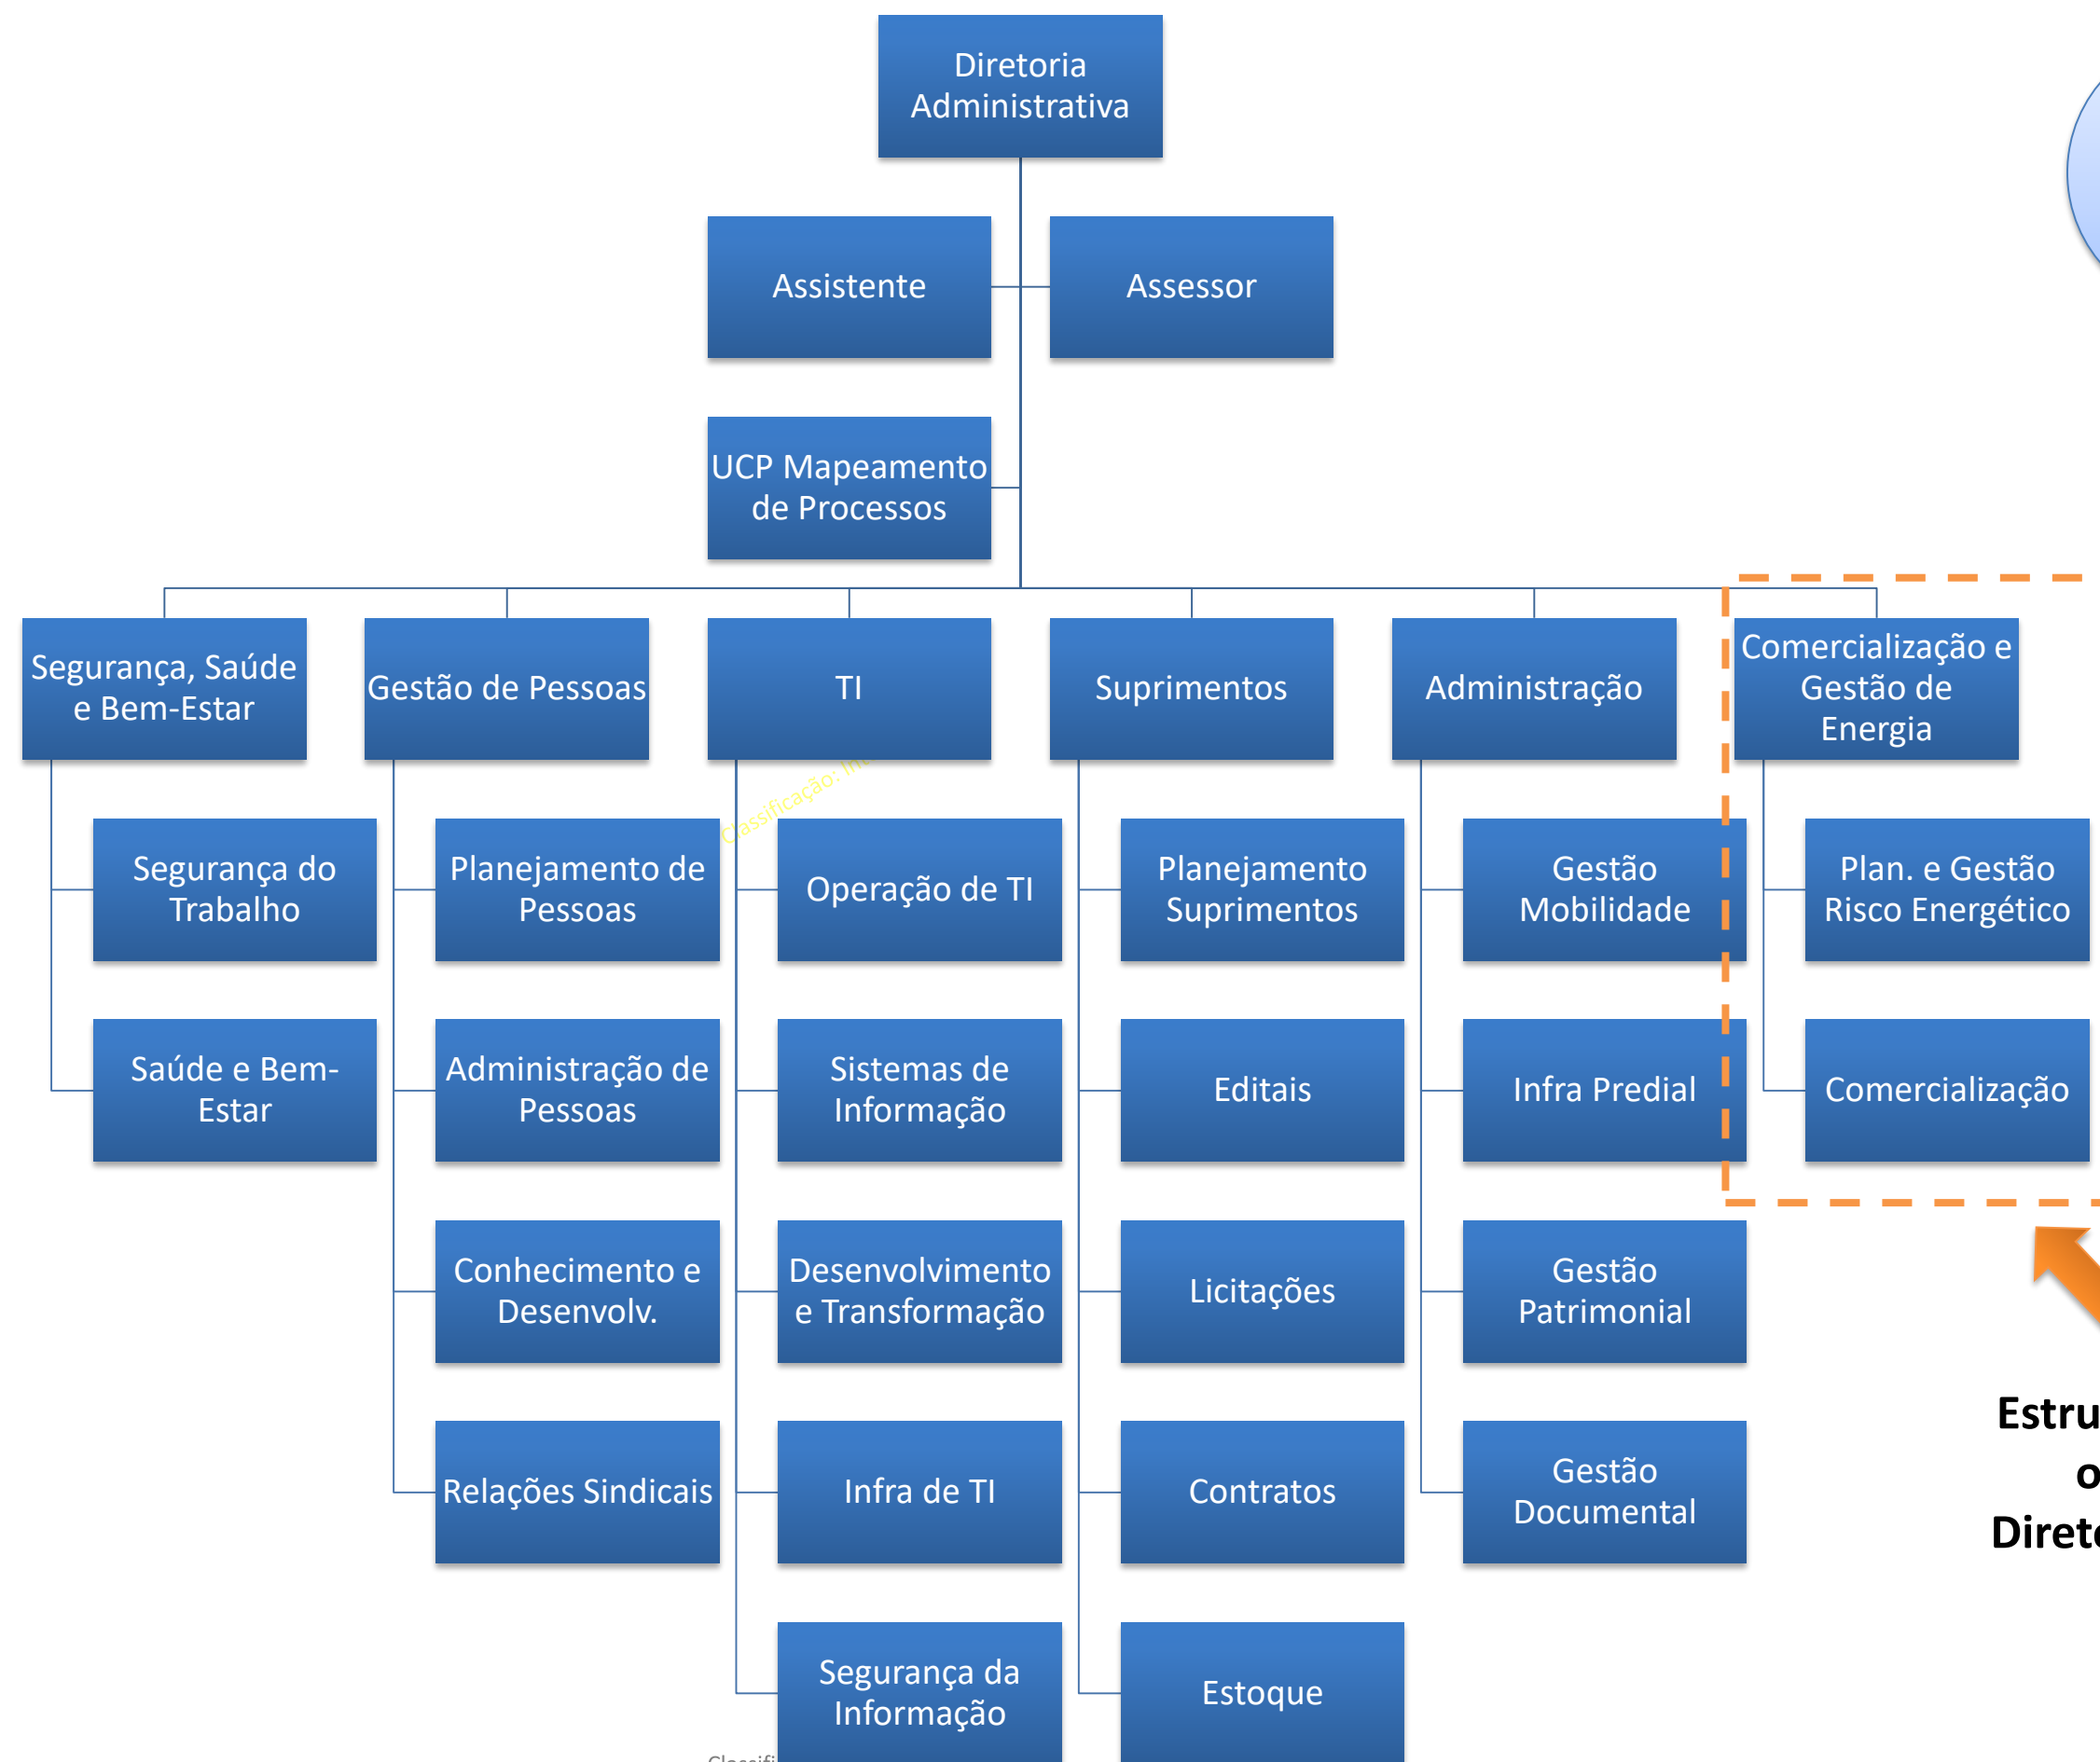 Diretoria
Administrativa
Assistente
Assessor
UCP Mapeamento
de Processos
Segurança, Saúde
e Bem-Estar
Gestão de Pessoas
TI
Suprimentos
Administração
Comercialização e
Gestão de
Energia
Classificação:
Segurança do
Trabalho
Planejamento de
Pessoas
Operação de TI
Planejamento
Suprimentos
Gestão
Mobilidade
Plan. e Gestão
Risco Energético
Saúde e Bem-
Estar
Administração de
Pessoas
Sistemas de
Informação
Editais
Infra Predial
Comercialização
Conhecimento e
Desenvolv.
Desenvolvimento
e Transformação
Licitações
Gestão
Patrimonial
Relações Sindicais
Infra de TI
Contratos
Gestão
Documental
Segurança da
Informação
Estoque